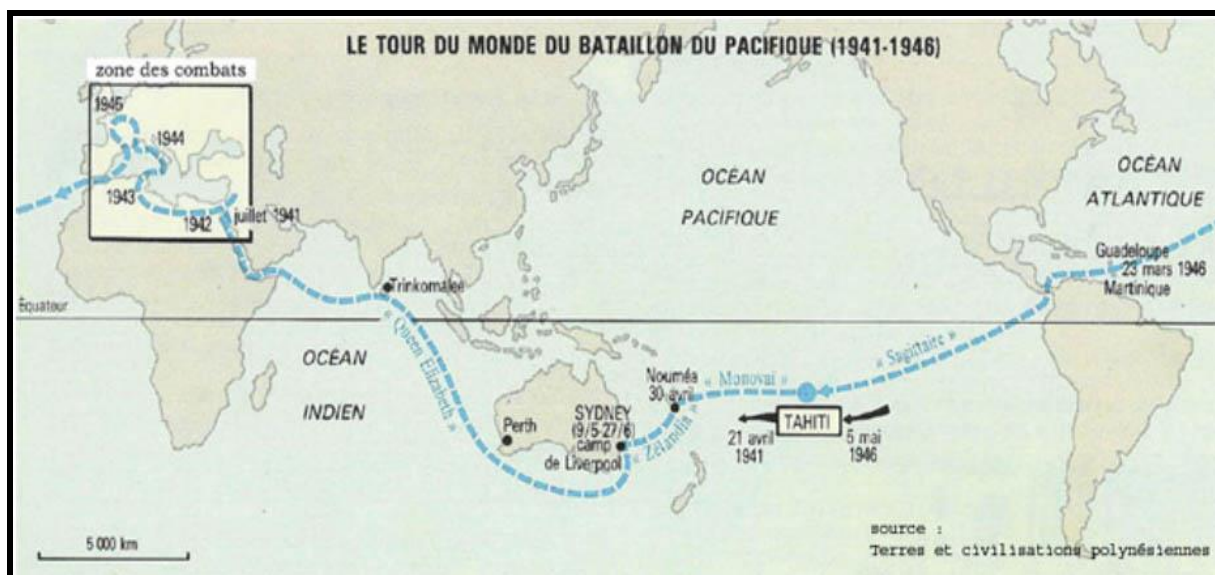 LE TOUR DU MONDE DU BATAILLON DU PACIFIQUE (1941-1946)
zone des combats
1945
1944
1943
1942
juillet 1941
OCÉAN
PACIFIQUE
OCÉAN
ATLANTIQUE
Guadeloupe
23 mars 1946
Martinique
Trinkomalee
Équateur
« Queen Elizabeth »
« Sagittaire »
OCÉAN
INDIEN
Nouméa
30 avril
« Monovai »
« Zélandia »
Perth
SYDNEY
(9/5-27/6)
camp
de Liverpool
TAHITI
21 avril
1941
5 mai
1946
5 000 km
source :
Terres et civilisations polynésiennes